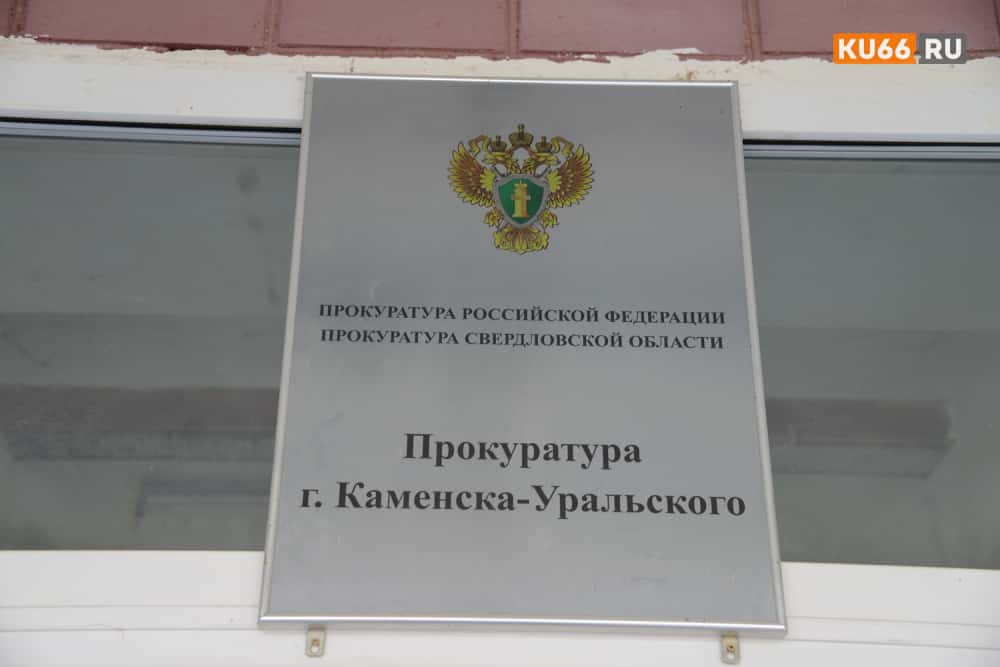 KU66.RU
ПРОКУРАТУРА РОССИЙСКОЙ ФЕДЕРАЦИИ
ПРОКУРАТУРА СВЕРДЛОВСКОЙ ОБЛАСТИ
Прокуратура
г. Каменска-Уральского